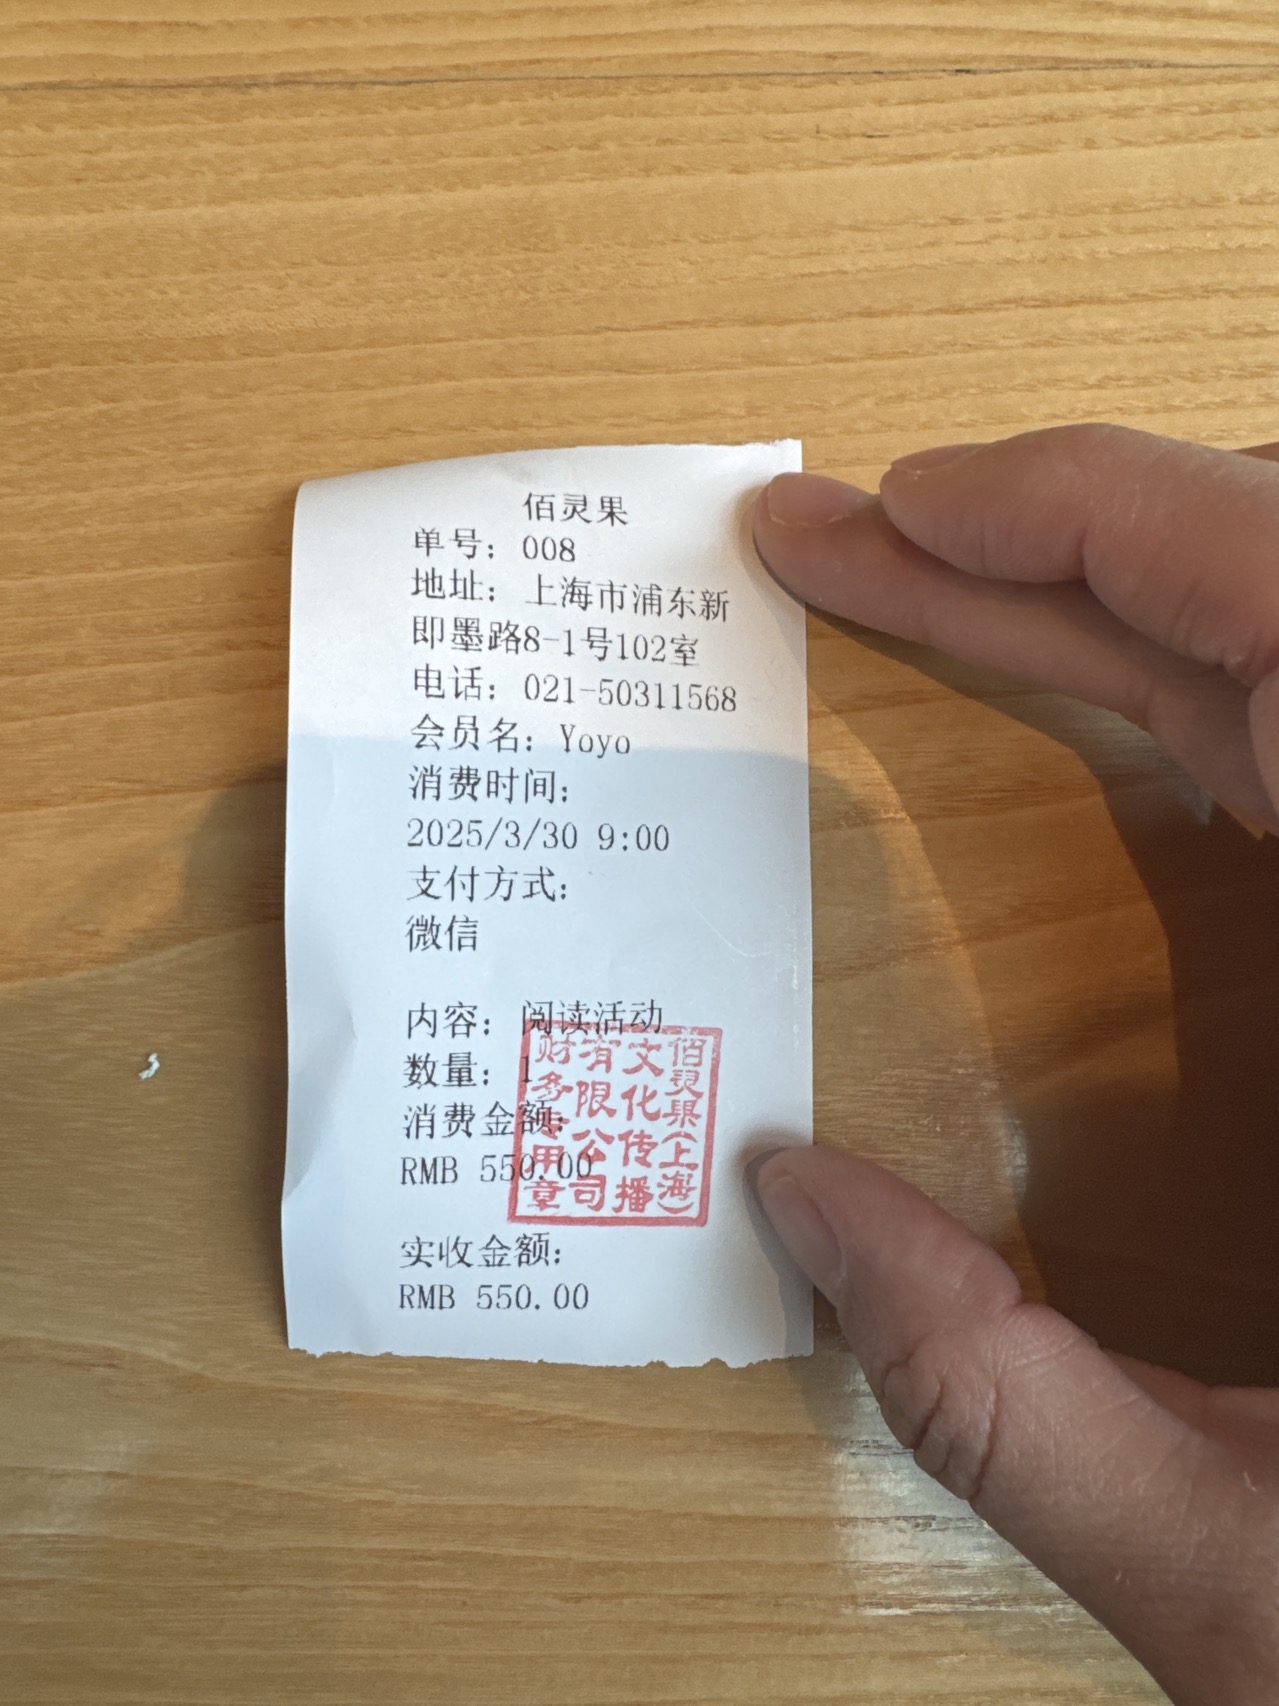 佰灵果
单号：008
地址：上海市浦东新
即墨路8-1号102室
电话：021-50311568
会员名：Yoyo
消费时间：
2025/3/30 9:00
支付方式：
微信
内容：阅读活动
数量：1
消费金额：
RMB 550.00
实收金额：
RMB 550.00
佰灵果（上海）
文化传播
有限公司
财务专用章